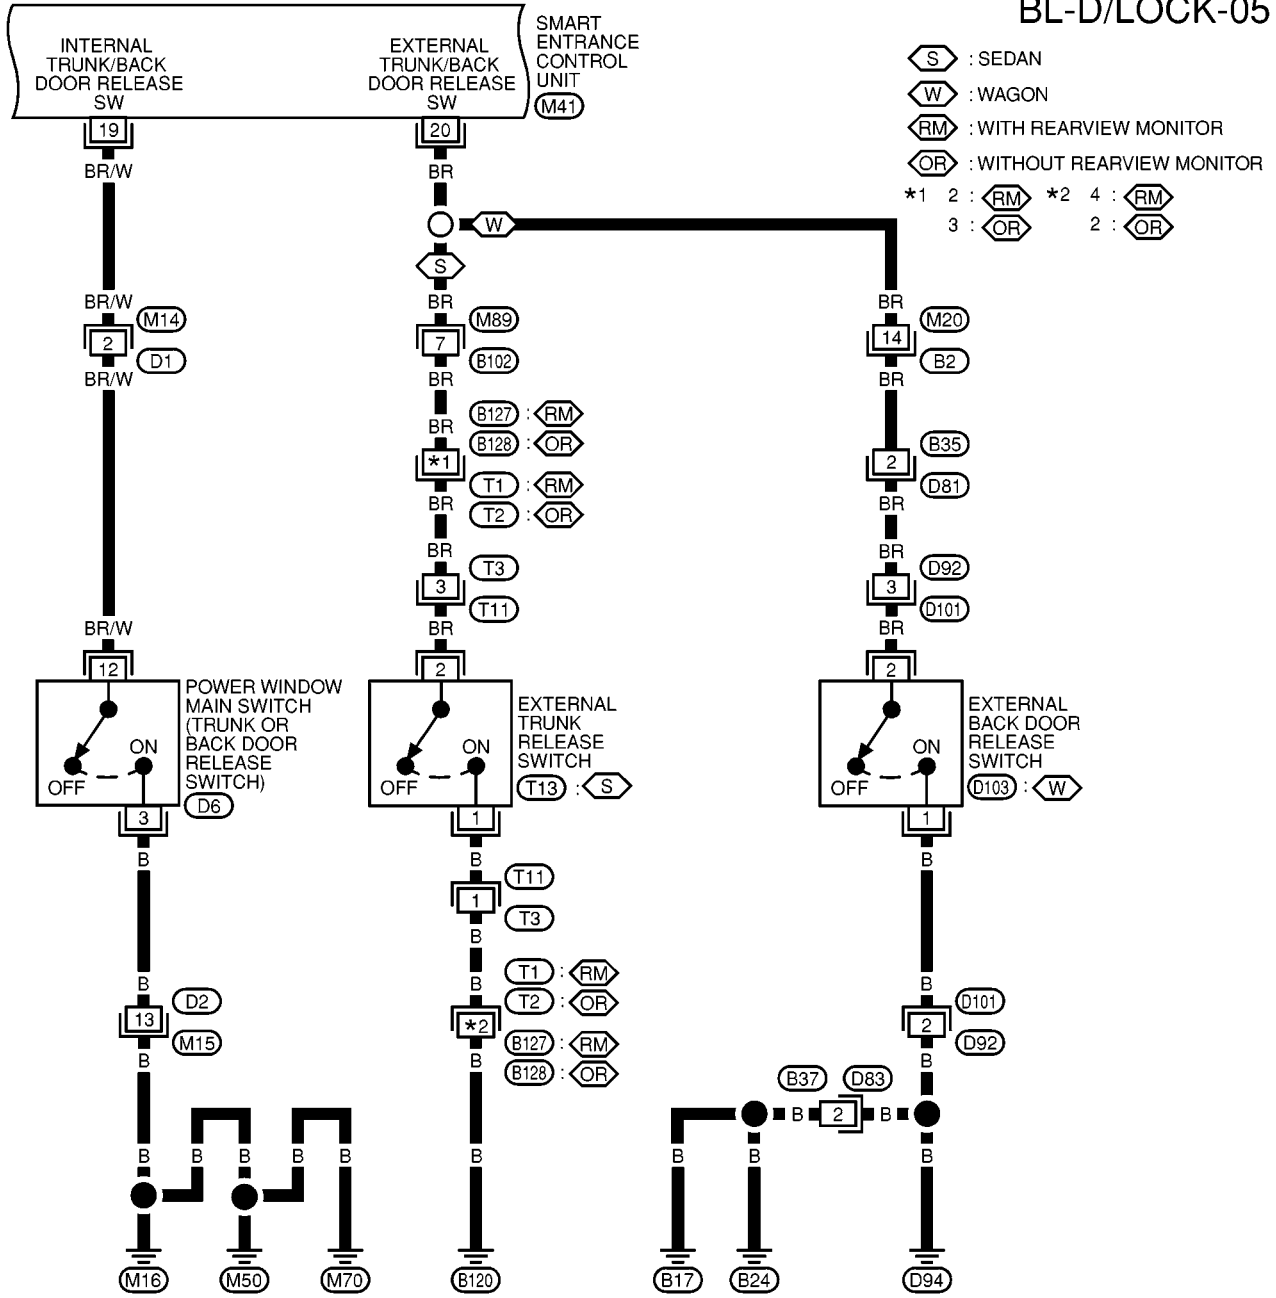 BL-D/LOCK-05
INTERNAL
TRUNK/BACK
DOOR RELEASE
SW
EXTERNAL
TRUNK/BACK
DOOR RELEASE
SW
SMART
ENTRANCE
CONTROL
UNIT
M41
S : SEDAN
W : WAGON
RM : WITH REARVIEW MONITOR
OR : WITHOUT REARVIEW MONITOR
*1 2 : RM *2 4 : RM
3 : OR 2 : OR
19 20
BR/W BR
W
S
BR/W BR BR
M14 M89 M20
2 7 14
D1 B102 B2
BR/W BR BR
B127 : RM
BR B128 : OR B35
*1 2
T1 : RM D81
BR T2 : OR BR
BR BR
T3 D92
3 3
T11 D101
BR/W BR BR
12 2 2
POWER WINDOW
MAIN SWITCH
(TRUNK OR
BACK DOOR
RELEASE
SWITCH)
D6
ON
OFF
EXTERNAL
TRUNK
RELEASE
SWITCH
T13 : S
ON
OFF
EXTERNAL
BACK DOOR
RELEASE
SWITCH
D103 : W
ON
OFF
3 1 1
B B B
T11
1
T3
B
T1 : RM
B B B
D2 T2 : OR D101
13 *2 2
M15 B127 : RM D92
B B B
B128 : OR
B37 D83
B 2 B
B B B B B B B
M16 M50 M70 B120 B17 B24 D94